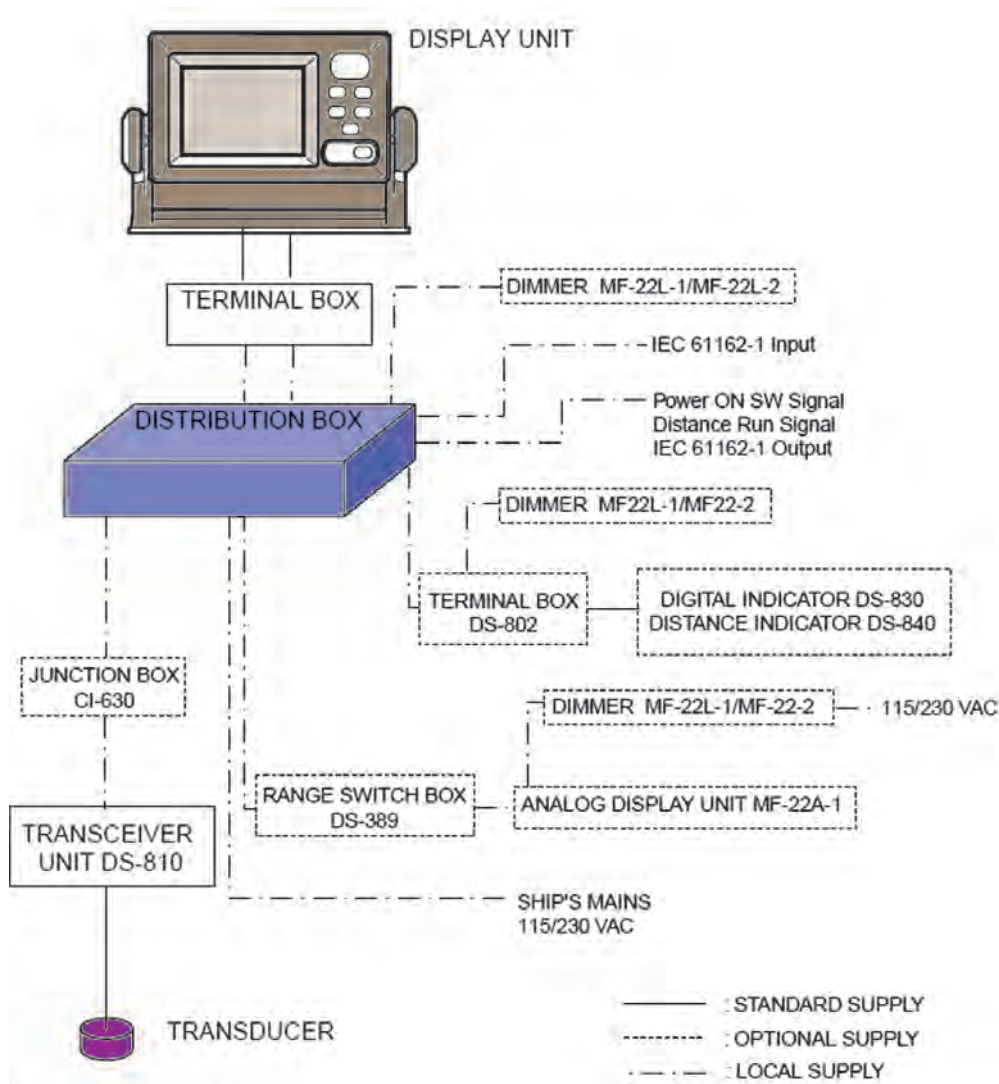 DISPLAY UNIT
TERMINAL BOX
DIMMER MF-22L-1/MF-22L-2
IEC 61162-1 Input
DISTRIBUTION BOX
Power ON SW Signal
Distance Run Signal
IEC 61162-1 Output
DIMMER MF22L-1/MF22-2
TERMINAL BOX
DS-802
DIGITAL INDICATOR DS-830
DISTANCE INDICATOR DS-840
JUNCTION BOX
CI-630
DIMMER MF-22L-1/MF-22-2
115/230 VAC
RANGE SWITCH BOX
DS-389
ANALOG DISPLAY UNIT MF-22A-1
TRANSCEIVER
UNIT DS-810
SHIP'S MAINS
115/230 VAC
TRANSDUCER
: STANDARD SUPPLY
: OPTIONAL SUPPLY
: LOCAL SUPPLY